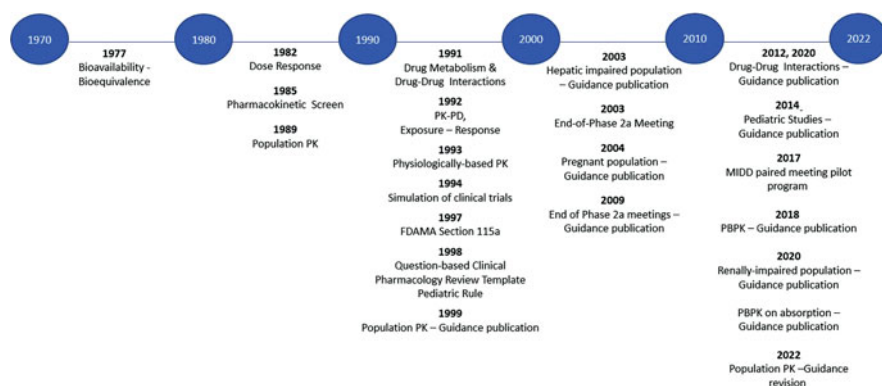 1970
1980
1990
2000
2010
2022
1977
Bioavailability -
Bioequivalence
1982
Dose Response
1985
Pharmacokinetic Screen
1989
Population PK
1991
Drug Metabolism &
Drug-Drug Interactions
1992
PK-PD,
Exposure – Response
1993
Physiologically-based PK
1994
Simulation of clinical trials
1997
FDAMA Section 115a
1998
Question-based Clinical
Pharmacology Review Template
Pediatric Rule
1999
Population PK – Guidance publication
2003
Hepatic impaired population
– Guidance publication
2003
End-of-Phase 2a Meeting
2004
Pregnant population –
Guidance publication
2009
End of Phase 2a meetings –
Guidance publication
2012, 2020
Drug-Drug Interactions –
Guidance publication
2014
Pediatric Studies –
Guidance publication
2017
MIDD paired meeting pilot
program
2018
PBPK – Guidance publication
2020
Renally-impaired population –
Guidance publication
PBPK on absorption –
Guidance publication
2022
Population PK –Guidance
revision